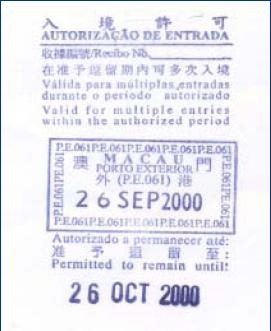 入 境 許 可
AUTORIZAÇÃO DE ENTRADA
收據編號/Recibo Nº
在准予逗留期內可多次入境
Válida para múltiplas entradas
durante o período autorizado
Valid for multiple entries
within the authorized period
P.E.061P.E.061P.E.061P.E.061P.E.061
P.E.061P.E.061
澳 MACAU 門
PORTO EXTERIOR
外 (P.E.061) 港
26 SEP 2000
P.E.061P.E.061
P.E.061P.E.061P.E.061P.E.061P.E.061
Autorizado a permanecer até:
准 予 逗 留 至 :
Permitted to remain until:
26 OCT 2000